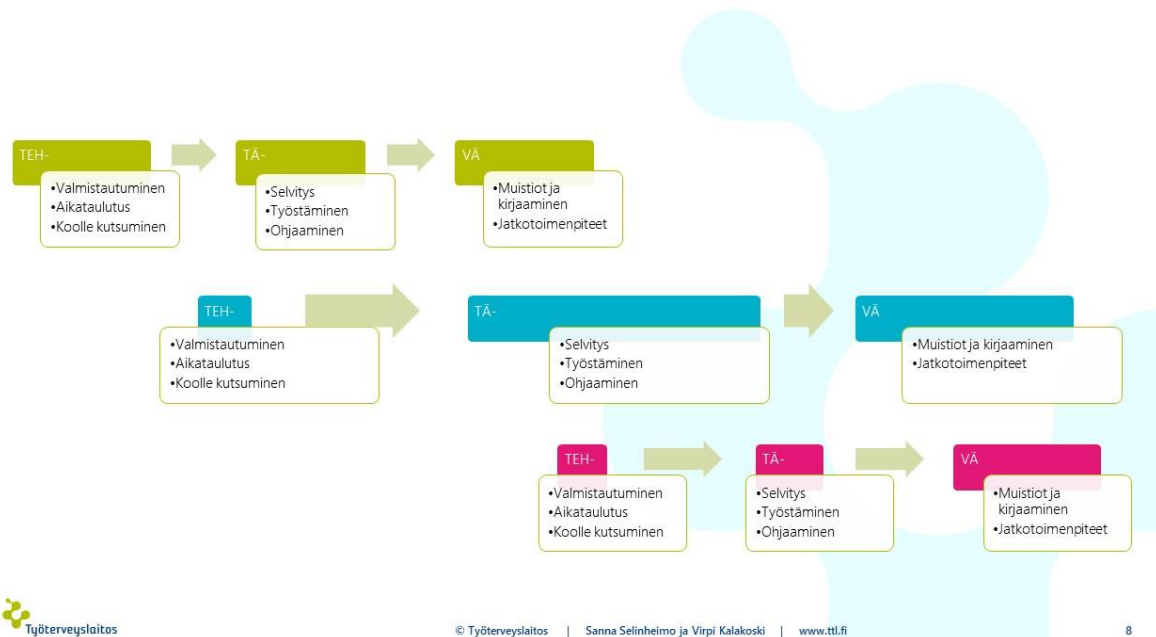 TEH-
•Valmistautuminen
•Aikataulutus
•Koolle kutsuminen
TÄ-
•Selvitys
•Työstäminen
•Ohjaaminen
VÄ
•Muistiot ja
kirjaaminen
•Jatkotoimenpiteet
TEH-
•Valmistautuminen
•Aikataulutus
•Koolle kutsuminen
TÄ-
•Selvitys
•Työstäminen
•Ohjaaminen
VÄ
•Muistiot ja kirjaaminen
•Jatkotoimenpiteet
TEH-
•Valmistautuminen
•Aikataulutus
•Koolle kutsuminen
TÄ-
•Selvitys
•Työstäminen
•Ohjaaminen
VÄ
•Muistiot ja
kirjaaminen
•Jatkotoimenpiteet
Työterveyslaitos
© Työterveyslaitos | Sanna Selinheimo ja Virpi Kalakoski | www.ttl.fi
8